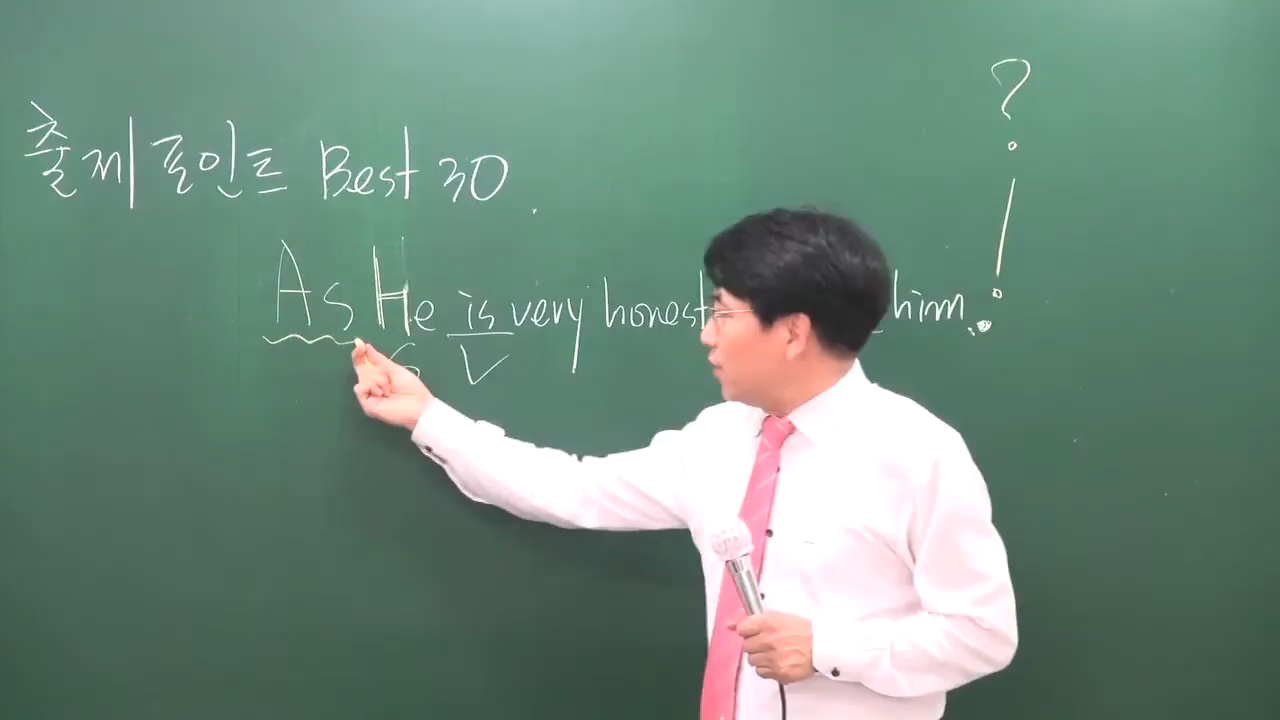 출제 포인트 Best 30.
?
!
As He is very honest him.
V